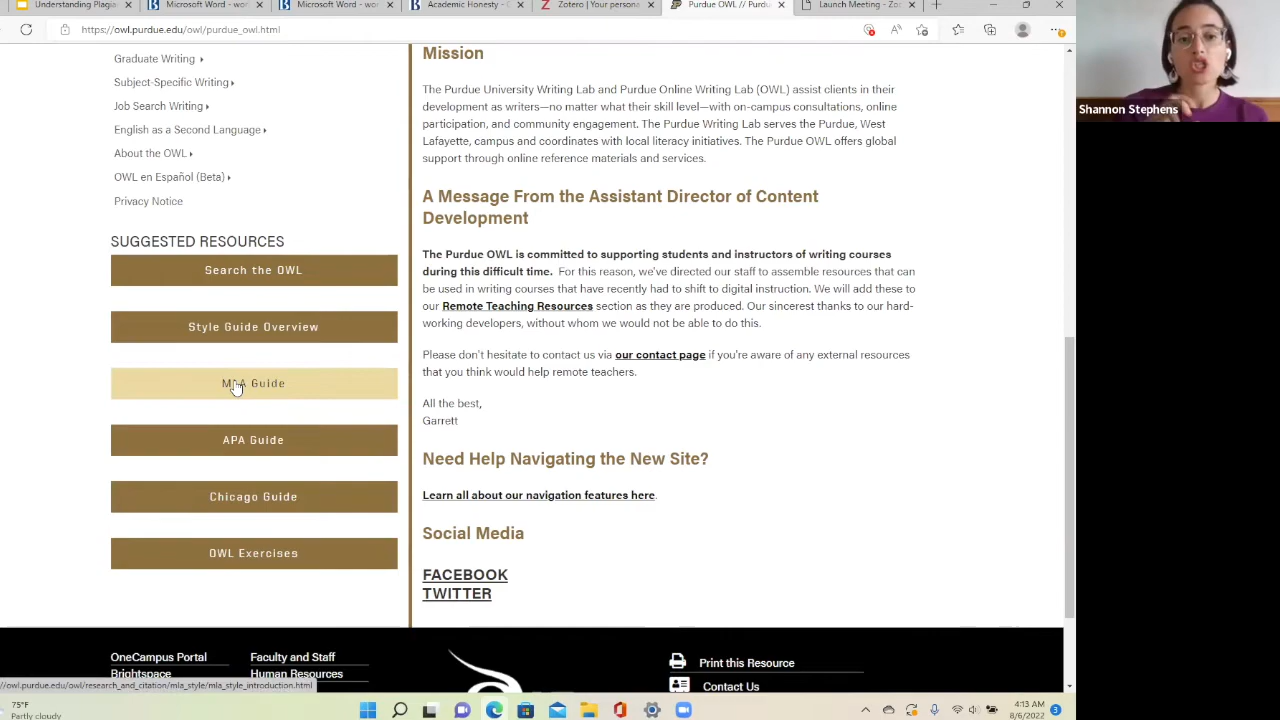 Understanding Plagia
Microsoft Word - wo
Microsoft Word - wo
Academic Honesty - C
Zotero | Your persona
Purdue OWL // Purdu
Launch Meeting - Zoo
https://owl.purdue.edu/owl/purdue_owl.html
Shannon Stephens
Graduate Writing
Subject-Specific Writing
Job Search Writing
English as a Second Language
About the OWL
OWL en Español (Beta)
Privacy Notice
SUGGESTED RESOURCES
Search the OWL
Style Guide Overview
MLA Guide
APA Guide
Chicago Guide
OWL Exercises
Mission
The Purdue University Writing Lab and Purdue Online Writing Lab (OWL) assist clients in their
development as writers—no matter what their skill level—with on-campus consultations, online
participation, and community engagement. The Purdue Writing Lab serves the Purdue, West
Lafayette, campus and coordinates with local literacy initiatives. The Purdue OWL offers global
support through online reference materials and services.
A Message From the Assistant Director of Content
Development
The Purdue OWL is committed to supporting students and instructors of writing courses
during this difficult time. For this reason, we've directed our staff to assemble resources that can
be used in writing courses that have recently had to shift to digital instruction. We will add these to
our Remote Teaching Resources section as they are produced. Our sincerest thanks to our hard-
working developers, without whom we would not be able to do this.
Please don't hesitate to contact us via our contact page if you're aware of any external resources
that you think would help remote teachers.
All the best,
Garrett
Need Help Navigating the New Site?
Learn all about our navigation features here.
Social Media
FACEBOOK
TWITTER
OneCampus Portal
Brightspace
Faculty and Staff
Human Resources
Print this Resource
Contact Us
//owl.purdue.edu/owl/research_and_citation/mla_style/mla_style_introduction.html
75°F
Partly cloudy
4:13 AM
8/6/2022
3